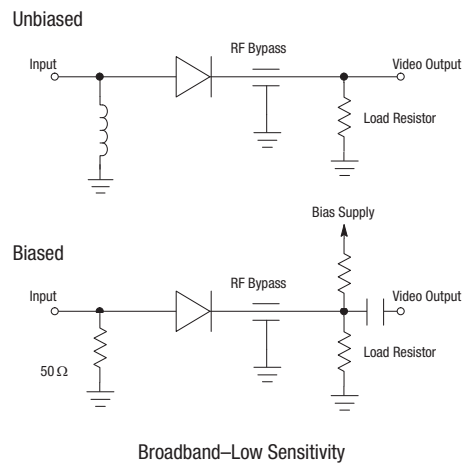 Unbiased
RF Bypass
Input
Video Output
Load Resistor
Bias Supply
Biased
RF Bypass
Input
Video Output
50 Ω
Load Resistor
Broadband–Low Sensitivity